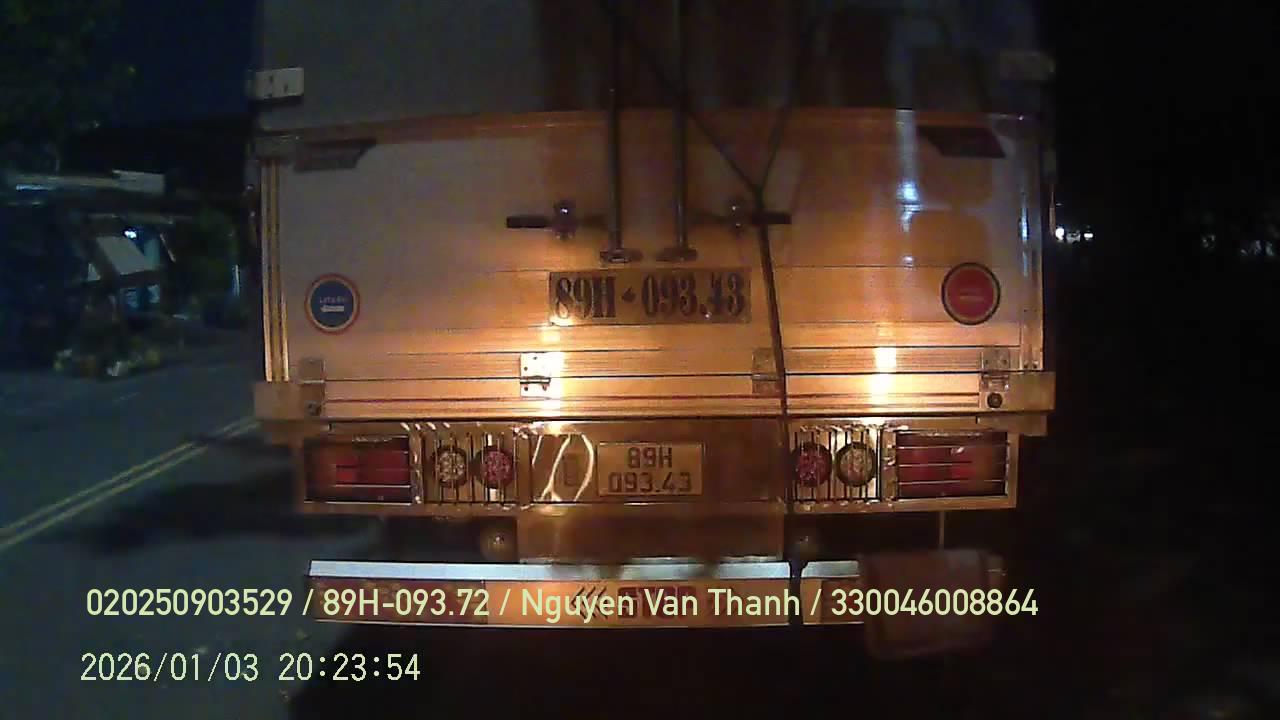 89H-093.43
89H
093.43
020250903529 / 89H-093.72 / Nguyen Van Thanh / 330046008864
2026/01/03 20:23:54